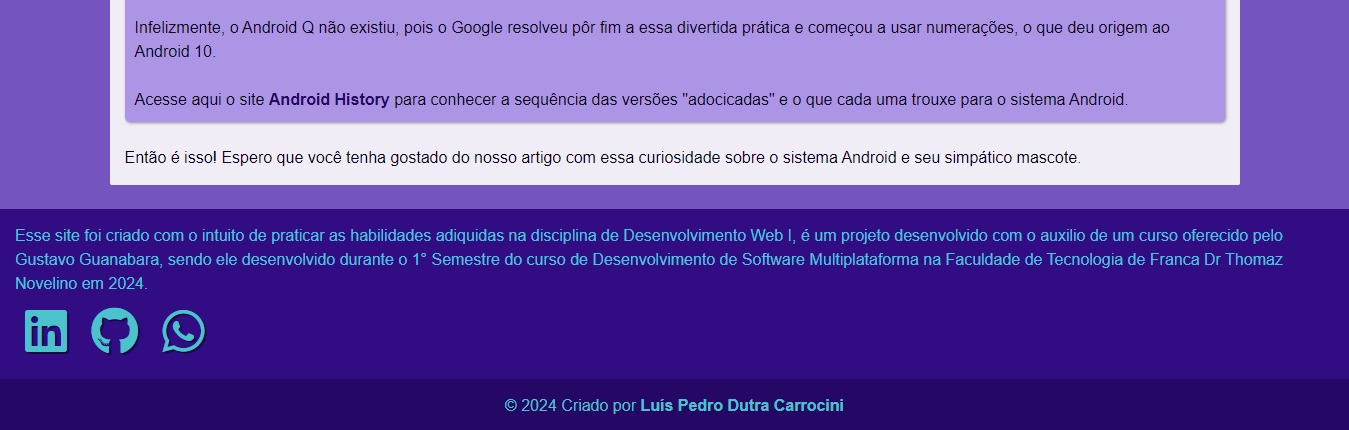 Infelizmente, o Android Q não existiu, pois o Google resolveu pôr fim a essa divertida prática e começou a usar numerações, o que deu origem ao
Android 10.
Acesse aqui o site Android History para conhecer a sequência das versões "adocicadas" e o que cada uma trouxe para o sistema Android.
Então é isso! Espero que você tenha gostado do nosso artigo com essa curiosidade sobre o sistema Android e seu simpático mascote.
Esse site foi criado com o intuito de praticar as habilidades adiquidas na disciplina de Desenvolvimento Web I, é um projeto desenvolvido com o auxilio de um curso oferecido pelo
Gustavo Guanabara, sendo ele desenvolvido durante o 1° Semestre do curso de Desenvolvimento de Software Multiplataforma na Faculdade de Tecnologia de Franca Dr Thomaz
Novelino em 2024.
in
© 2024 Criado por Luís Pedro Dutra Carrocini